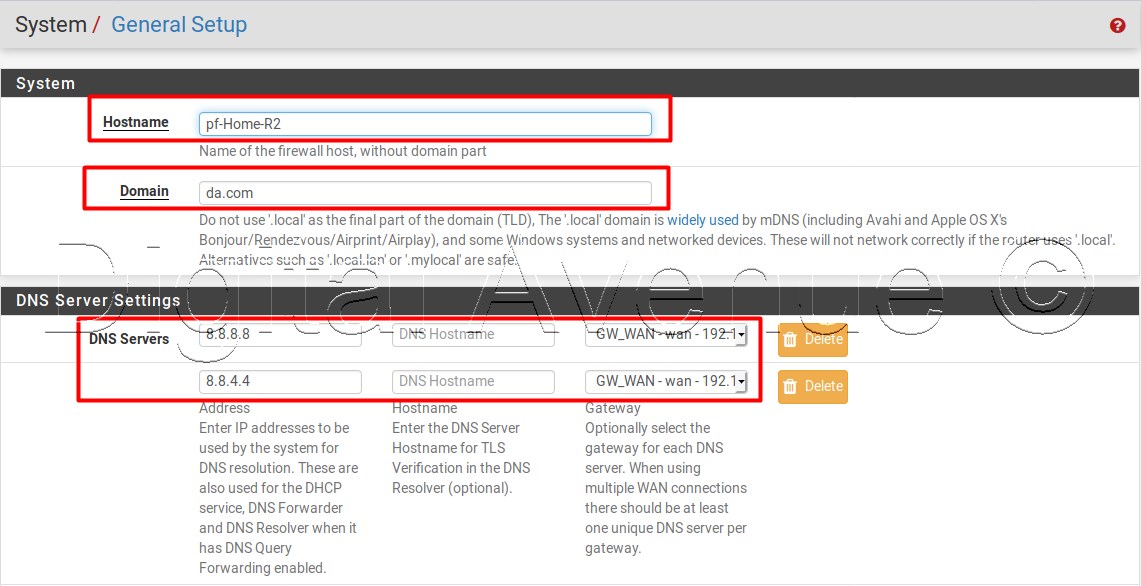 System / General Setup
System
Hostname
pf-Home-R2
Name of the firewall host, without domain part
Domain
da.com
Do not use '.local' as the final part of the domain (TLD), The '.local' domain is widely used by mDNS (including Avahi and Apple OS X's
Bonjour/Rendezvous/Airprint/Airplay), and some Windows systems and networked devices. These will not network correctly if the router uses '.local'.
Alternatives such as '.local.lan' or '.mylocal' are safe.
Digital Avenue ©
DNS Server Settings
DNS Servers
8.8.8.8 DNS Hostname GW_WAN - wan - 192.1 Delete
8.8.4.4 DNS Hostname GW_WAN - wan - 192.1 Delete
Address
Enter IP addresses to be
used by the system for
DNS resolution. These are
also used for the DHCP
service, DNS Forwarder
and DNS Resolver when it
has DNS Query
Forwarding enabled.
Hostname
Enter the DNS Server
Hostname for TLS
Verification in the DNS
Resolver (optional).
Gateway
Optionally select the
gateway for each DNS
server. When using
multiple WAN connections
there should be at least
one unique DNS server per
gateway.